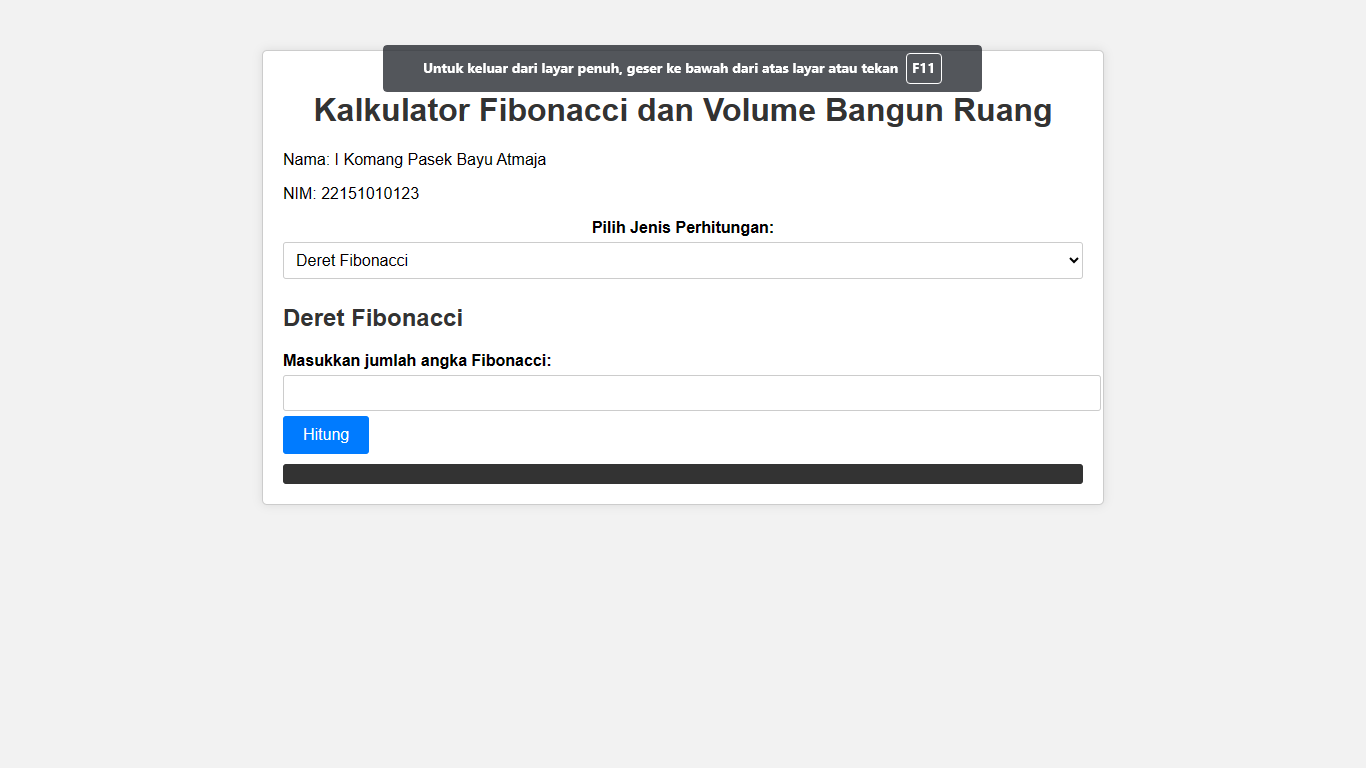 Untuk keluar dari layar penuh, geser ke bawah dari atas layar atau tekan F11
Kalkulator Fibonacci dan Volume Bangun Ruang
Nama: I Komang Pasek Bayu Atmaja
NIM: 22151010123
Pilih Jenis Perhitungan:
Deret Fibonacci
Deret Fibonacci
Masukkan jumlah angka Fibonacci:
Hitung